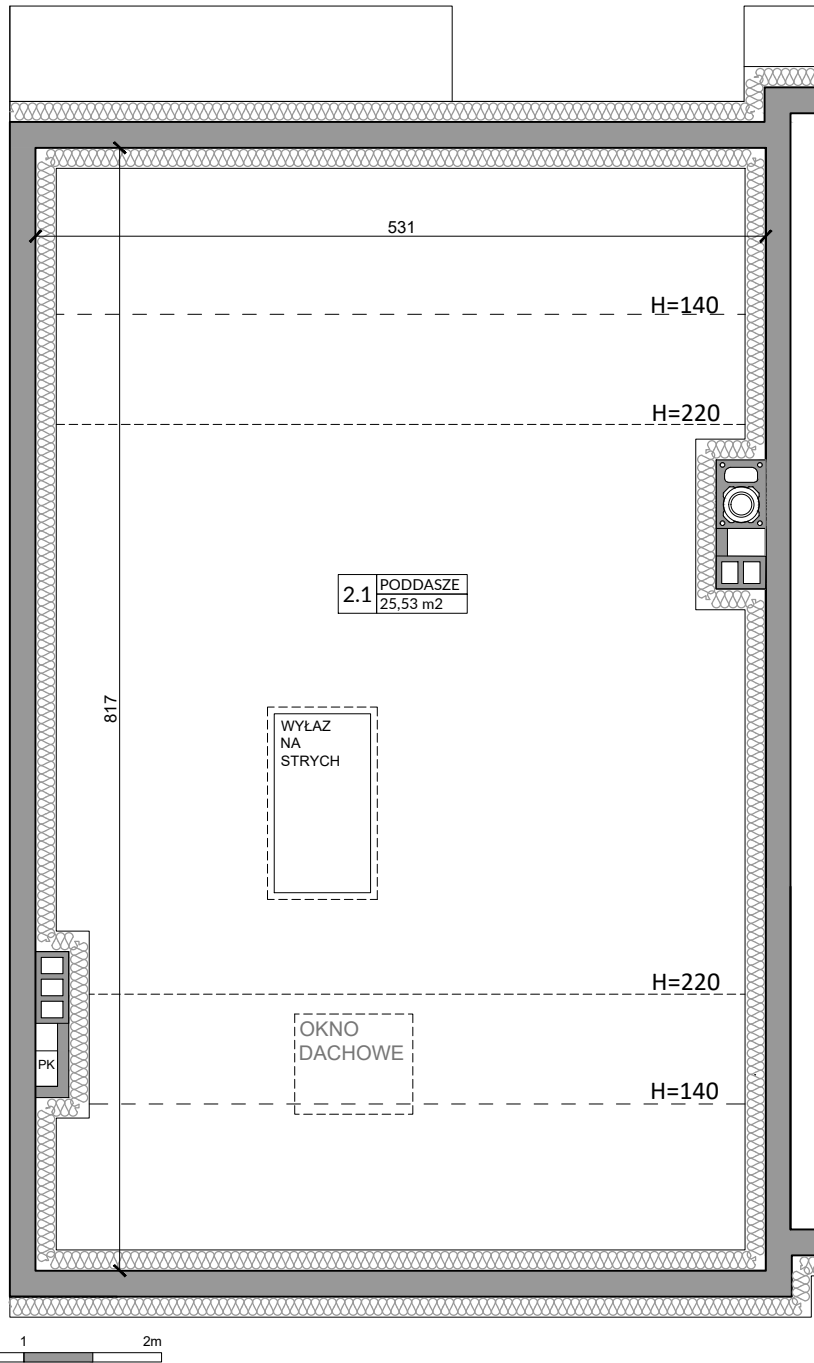 531
H=140
H=220
2.1
PODDASZE
25,53 m2
817
WYŁAZ
NA
STRYCH
H=220
OKNO
DACHOWE
PK
H=140
1
2m